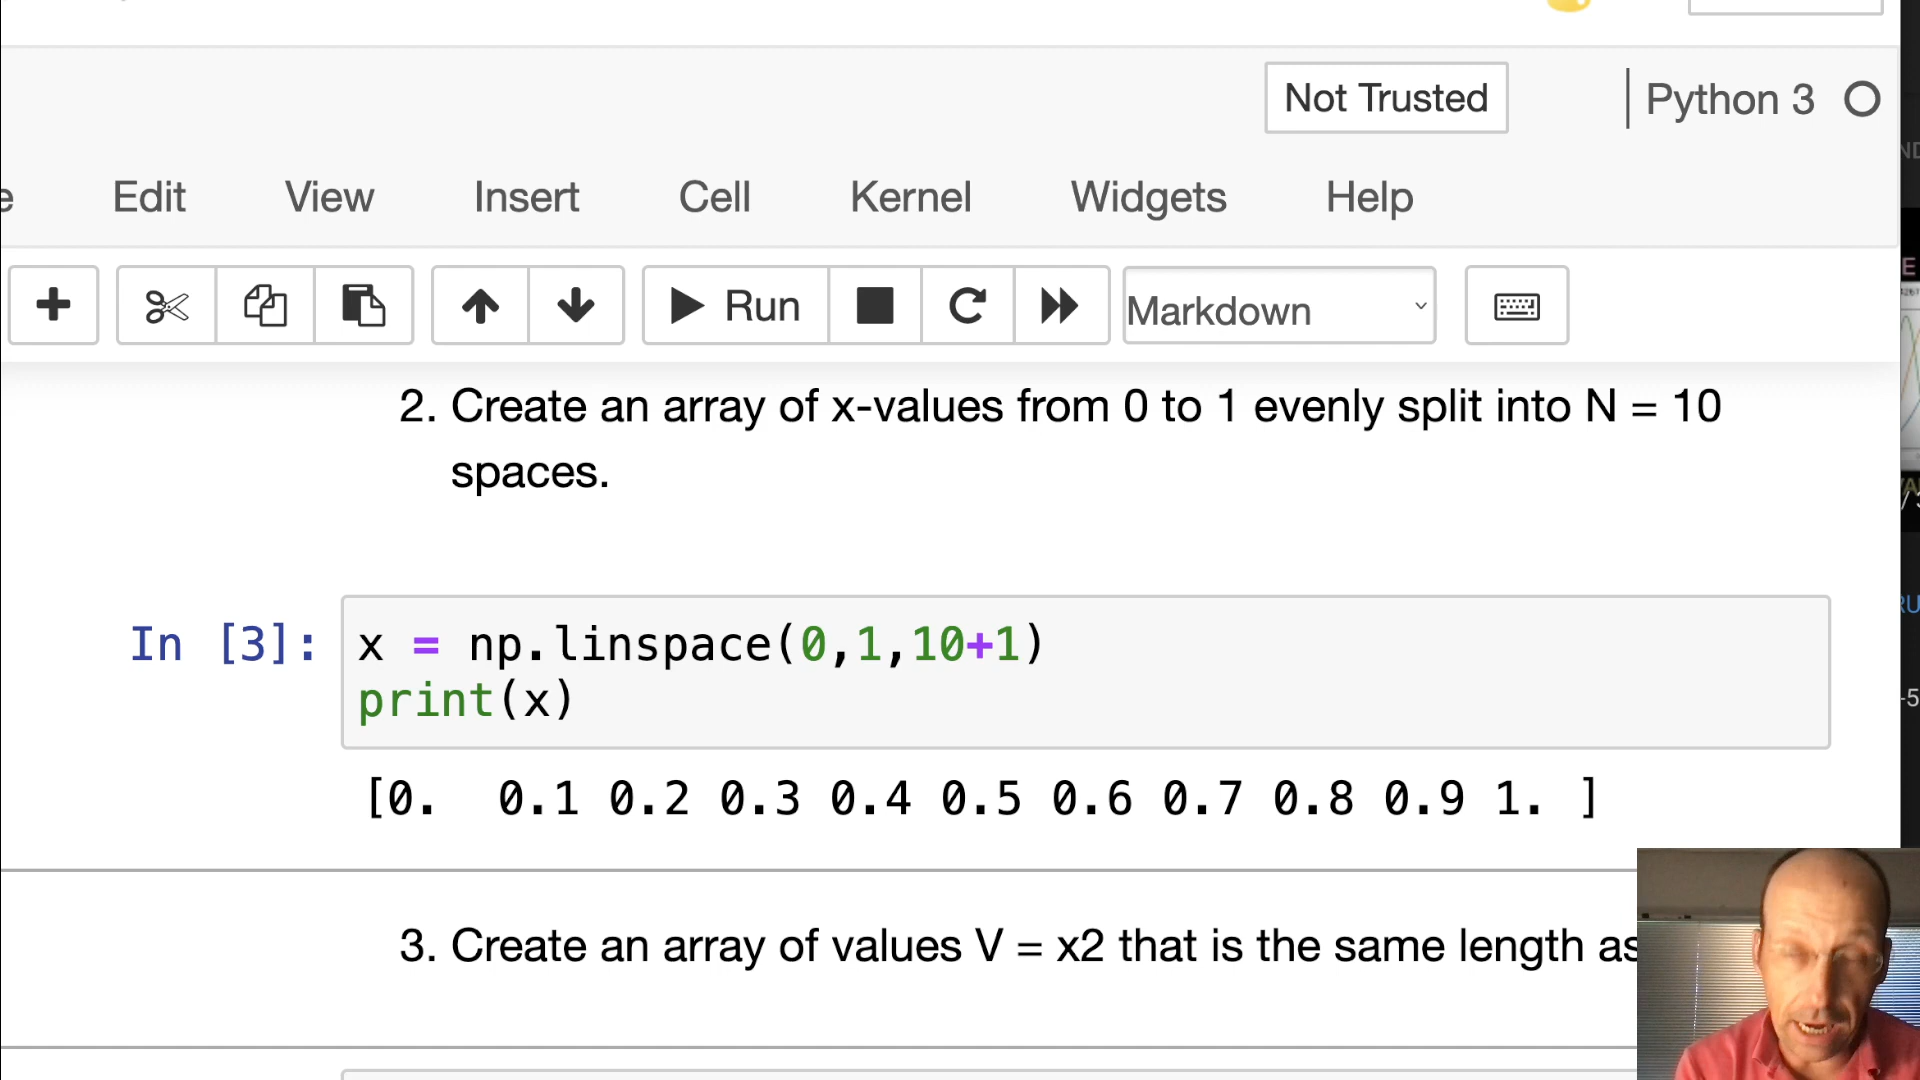 Not Trusted
Python 3
Edit View Insert Cell Kernel Widgets Help
Run Markdown
2. Create an array of x-values from 0 to 1 evenly split into N = 10
spaces.
In [3]: x = np.linspace(0,1,10+1)
print(x)
[0. 0.1 0.2 0.3 0.4 0.5 0.6 0.7 0.8 0.9 1. ]
3. Create an array of values V = x2 that is the same length as